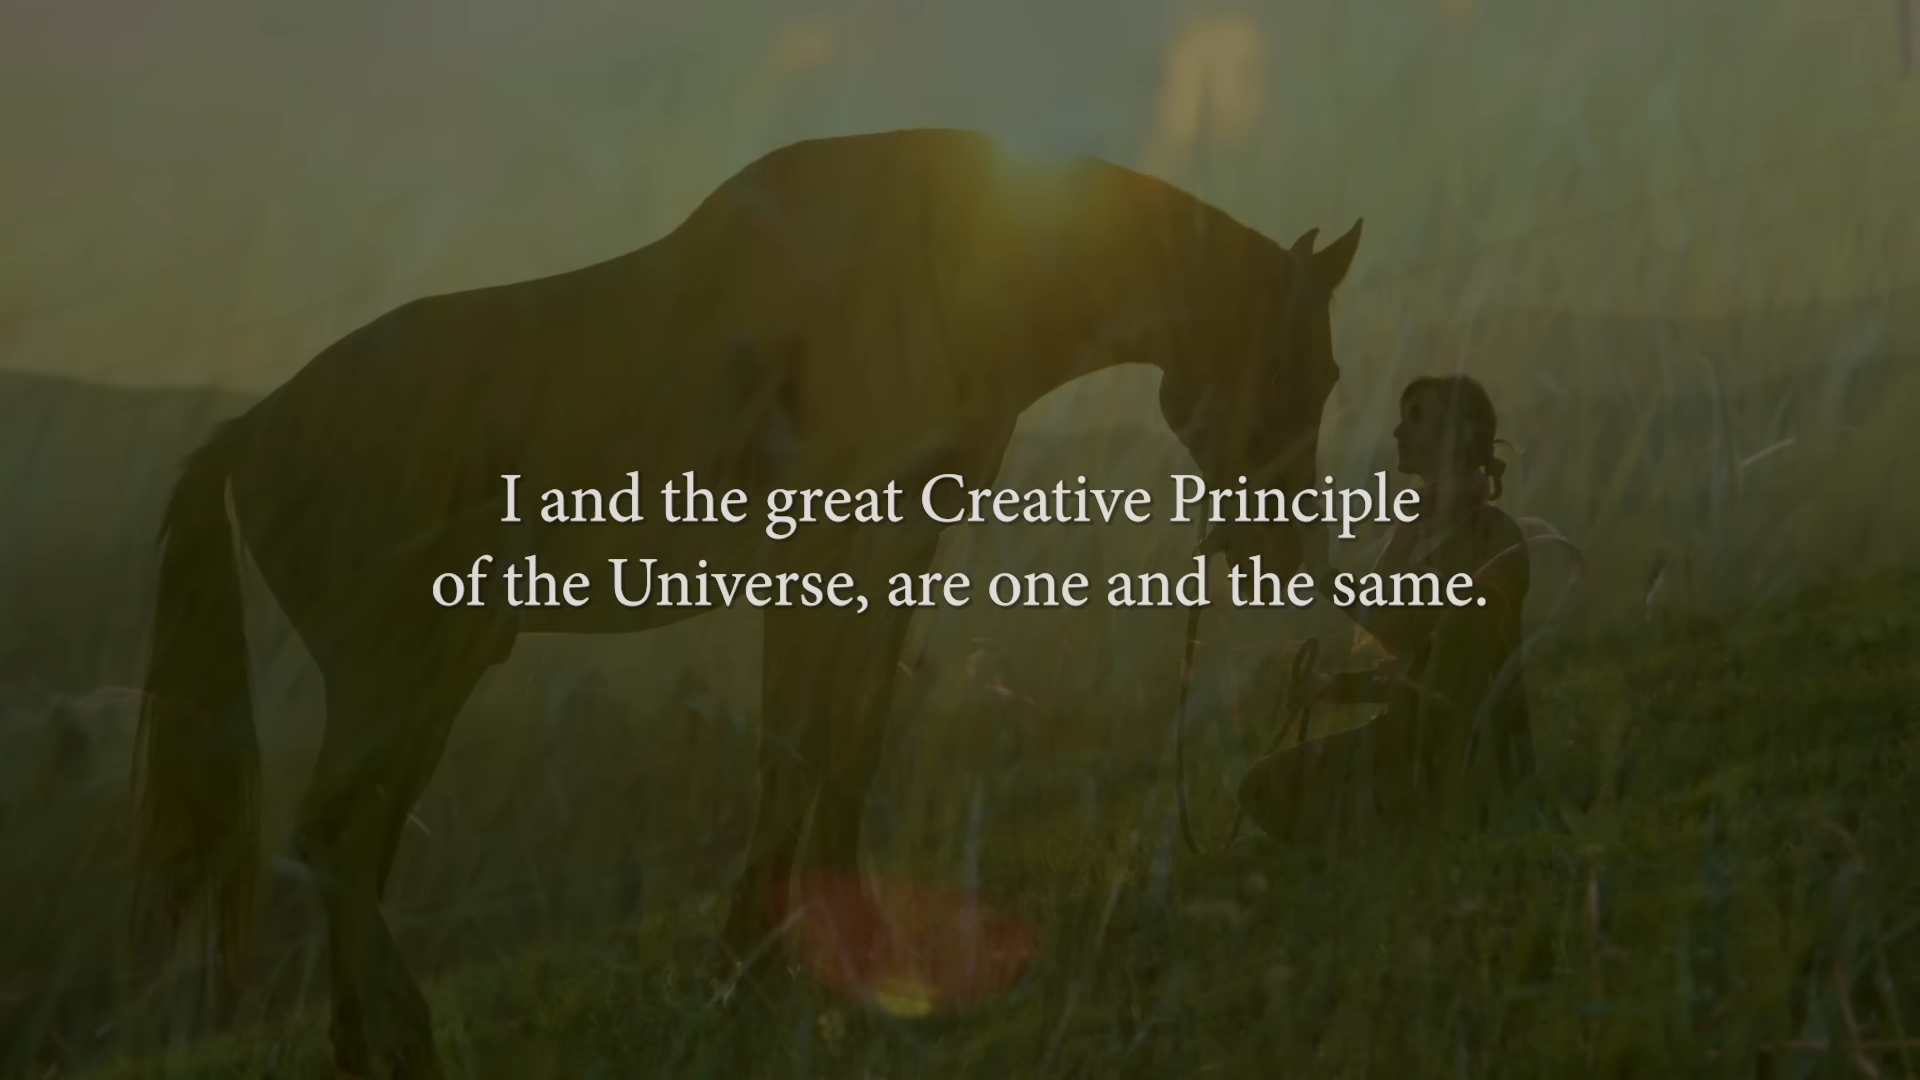 I and the great Creative Principle
of the Universe, are one and the same.